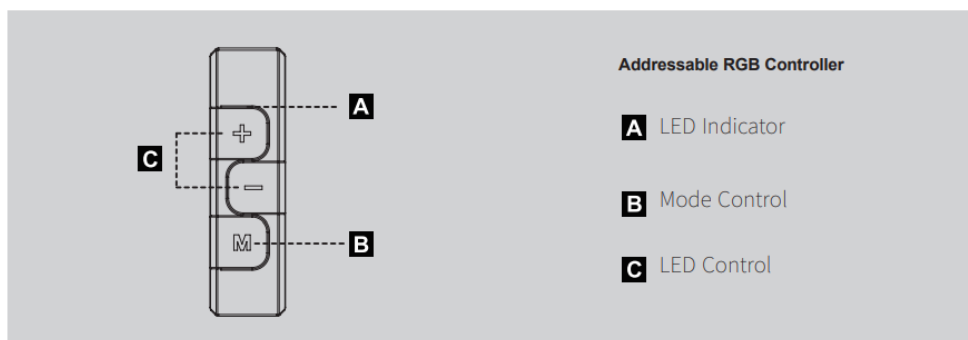 Addressable RGB Controller
A
A LED Indicator
+
C
−
B Mode Control
M
B
C LED Control